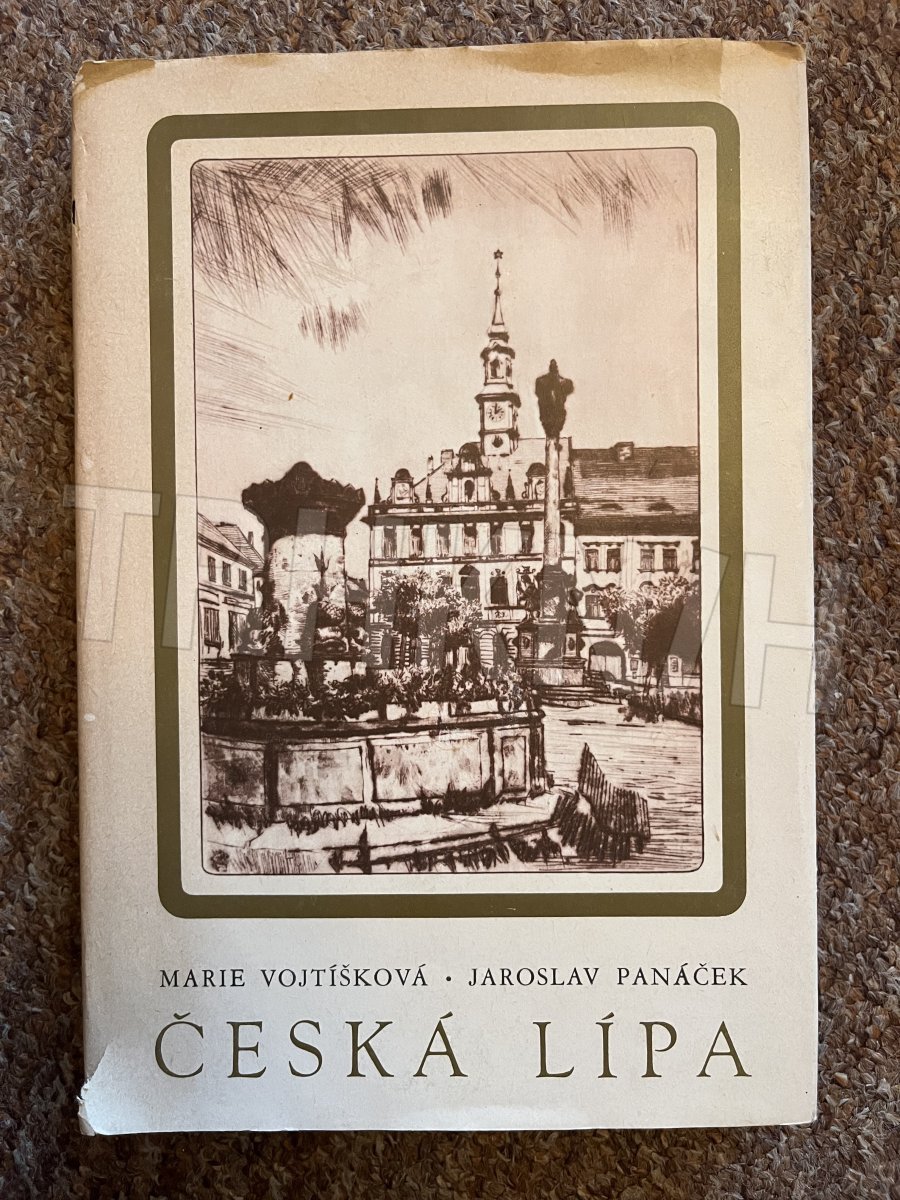 MARIE VOJTÍŠKOVÁ · JAROSLAV PANÁČEK
ČESKÁ LÍPA